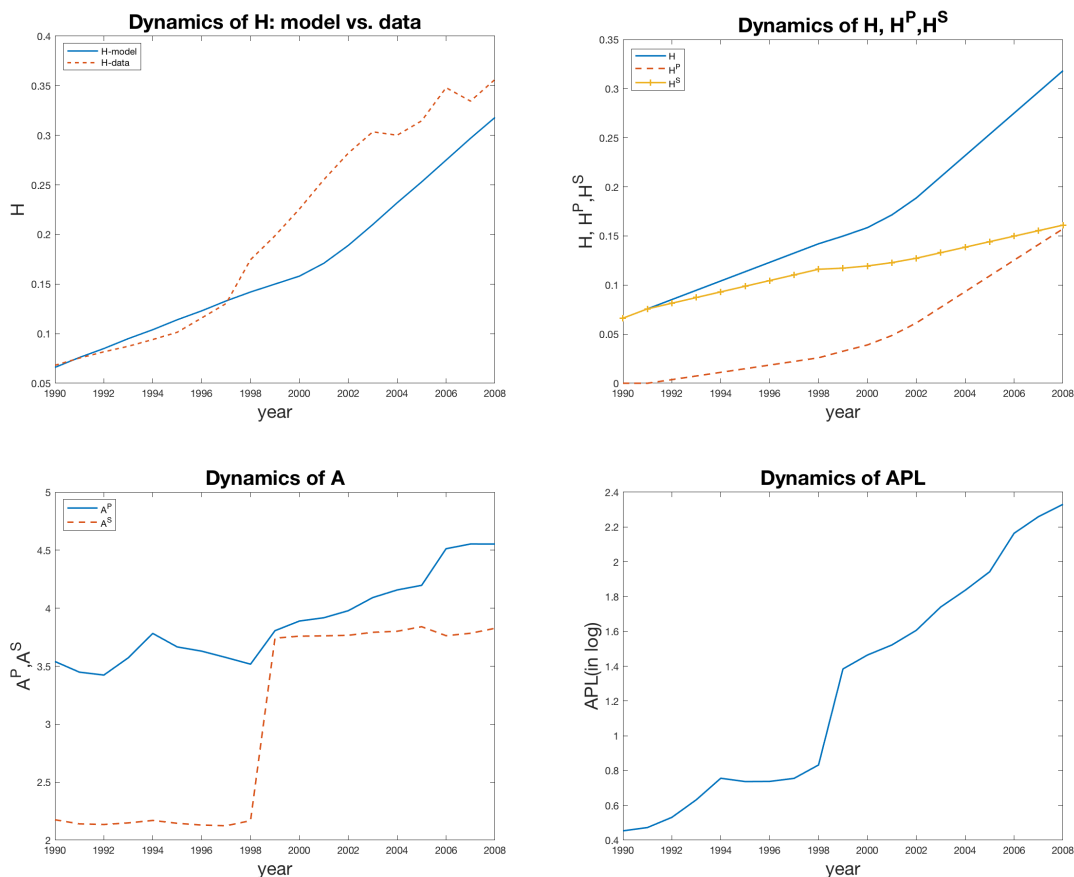 Dynamics of H: model vs. data
0.4
0.35
0.3
0.25
0.2
0.15
0.1
0.05
H
H-model
H-data
1990 1992 1994 1996 1998 2000 2002 2004 2006 2008
year
Dynamics of H, H^P,H^S
0.35
0.3
0.25
0.2
0.15
0.1
0.05
0
H, H^P,H^S
H
H^P
H^S
1990 1992 1994 1996 1998 2000 2002 2004 2006 2008
year
Dynamics of A
5
4.5
4
3.5
3
2.5
2
A^P,A^S
A^P
A^S
1990 1992 1994 1996 1998 2000 2002 2004 2006 2008
year
Dynamics of APL
2.4
2.2
2
1.8
1.6
1.4
1.2
1
0.8
0.6
0.4
APL(in log)
1990 1992 1994 1996 1998 2000 2002 2004 2006 2008
year